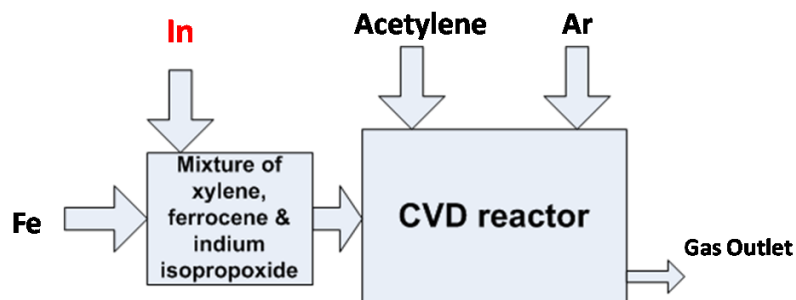 In
Acetylene
Ar
Mixture of
xylene,
ferrocene &
indium
isopropoxide
Fe
CVD reactor
Gas Outlet